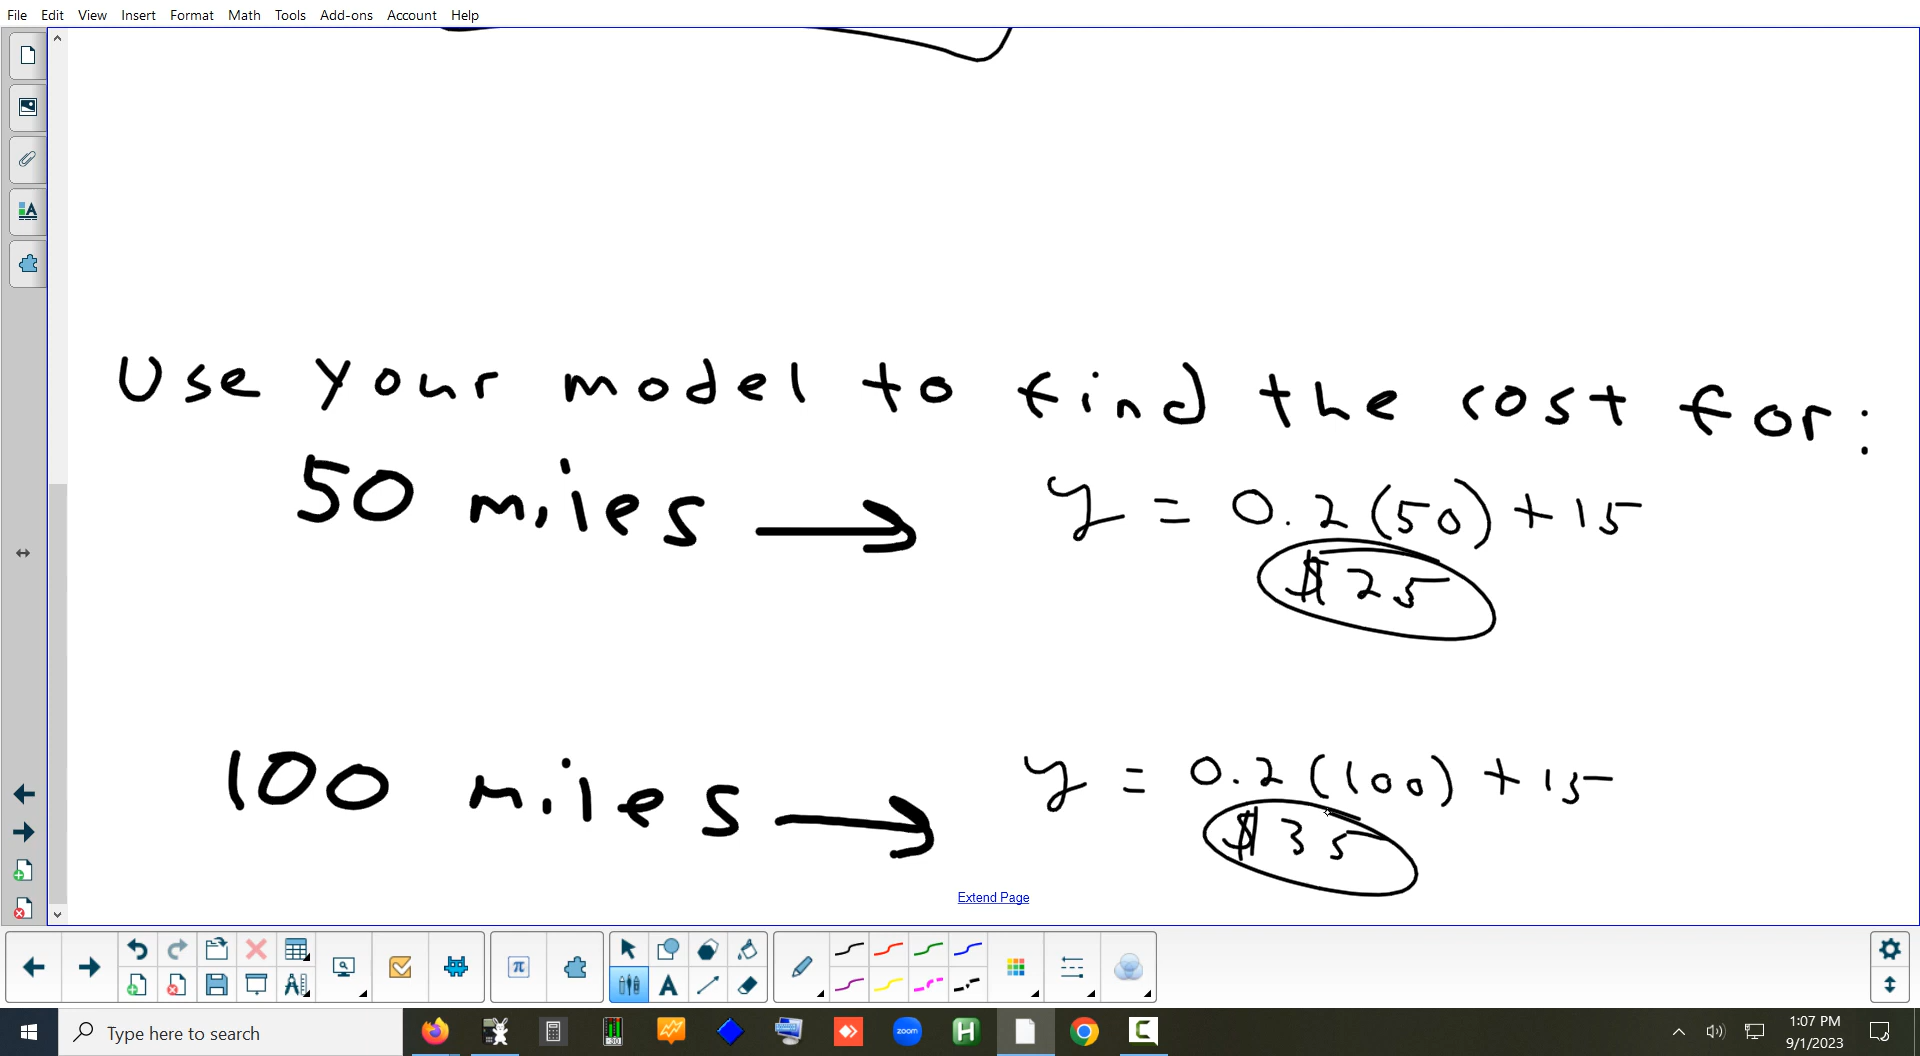 File Edit View Insert Format Math Tools Add-ons Account Help
Use your model to find the cost for:
50 miles → y = 0.2(50) + 15
$25
100 miles → y = 0.2(100) + 15
$35
Extend Page
π
A
zoom
H
C
Type here to search
1:07 PM
9/1/2023